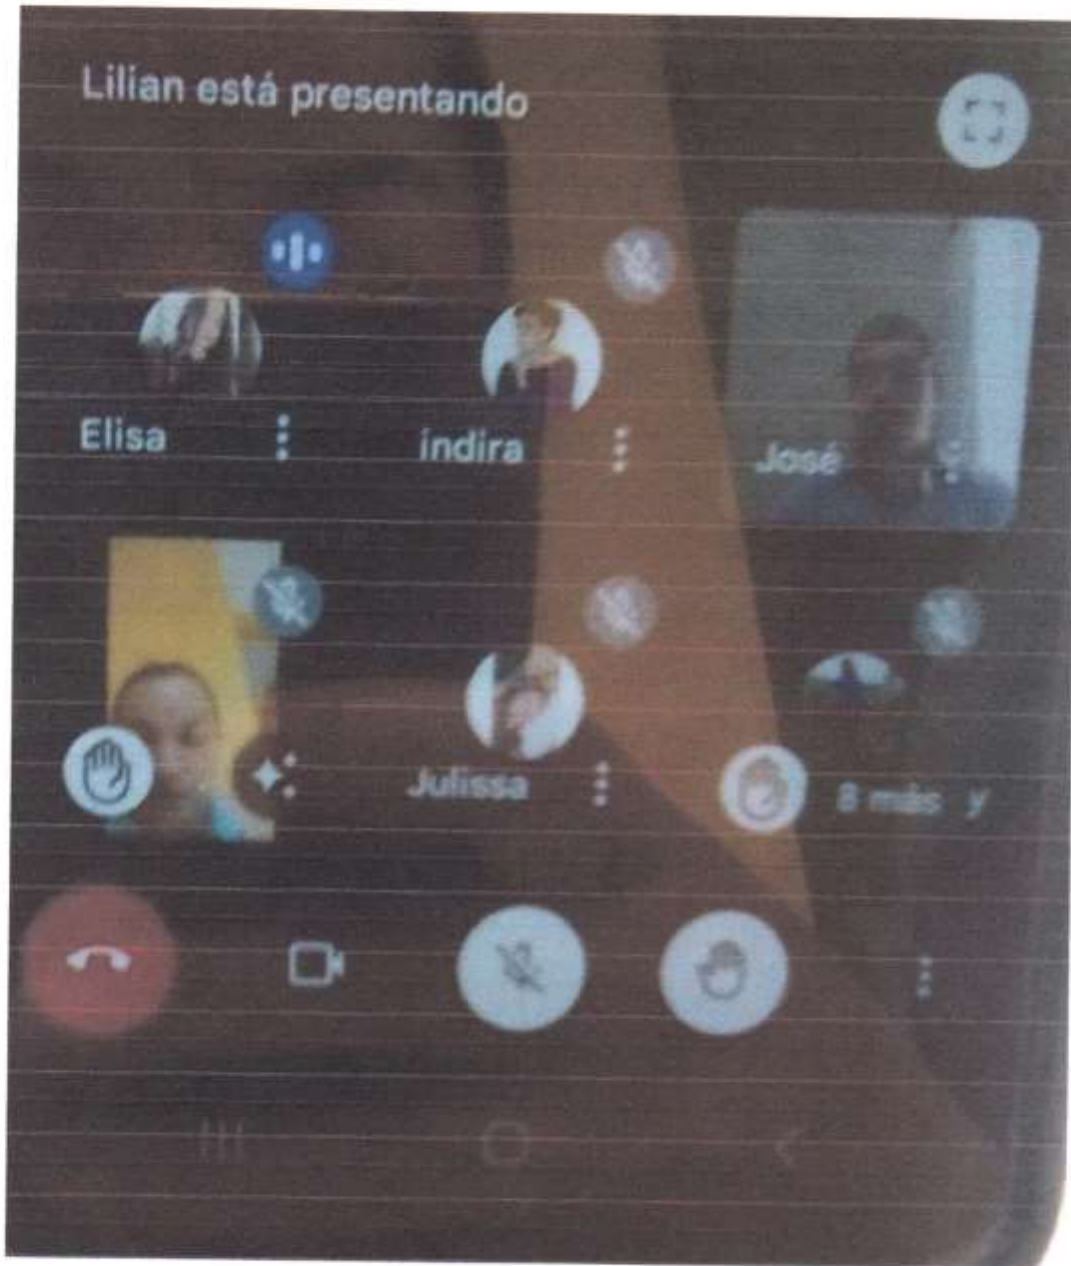 Lilian está presentando
Elisa
índira
José
Julissa
8 más y